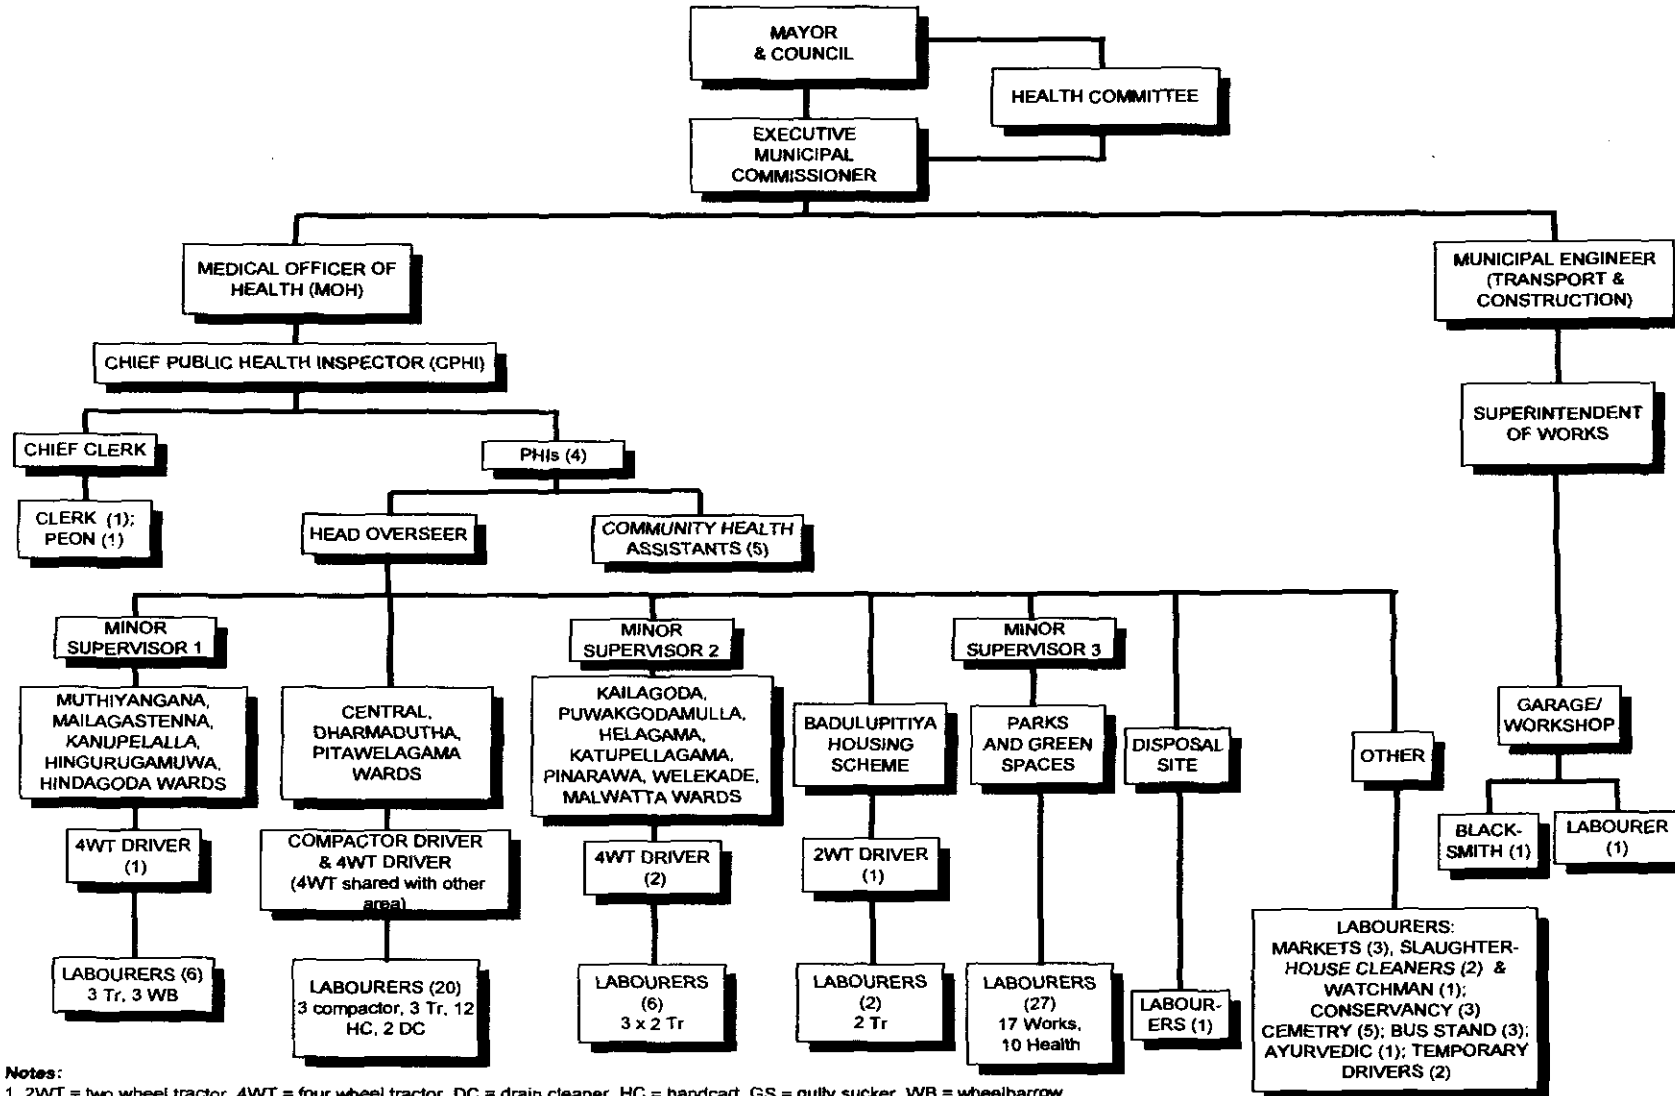 MAYOR
& COUNCIL
HEALTH COMMITTEE
EXECUTIVE
MUNICIPAL
COMMISSIONER
MEDICAL OFFICER OF
HEALTH (MOH)
MUNICIPAL ENGINEER
(TRANSPORT &
CONSTRUCTION)
CHIEF PUBLIC HEALTH INSPECTOR (CPHI)
SUPERINTENDENT
OF WORKS
CHIEF CLERK
PHIs (4)
CLERK (1);
PEON (1)
HEAD OVERSEER
COMMUNITY HEALTH
ASSISTANTS (5)
MINOR
SUPERVISOR 1
MINOR
SUPERVISOR 2
MINOR
SUPERVISOR 3
MUTHIYANGANA,
MAILAGASTENNA,
KANUPELALLA,
HINGURUGAMUWA,
HINDAGODA WARDS
CENTRAL,
DHARMADUTHA,
PITAWELAGAMA
WARDS
KAILAGODA,
PUWAKGODAMULLA,
HELAGAMA,
KATUPELLAGAMA,
PINARAWA, WELEKADE,
MALWATTA WARDS
BADULUPITIYA
HOUSING
SCHEME
PARKS
AND GREEN
SPACES
DISPOSAL
SITE
OTHER
GARAGE/
WORKSHOP
4WT DRIVER
(1)
COMPACTOR DRIVER
& 4WT DRIVER
(4WT shared with other
area)
4WT DRIVER
(2)
2WT DRIVER
(1)
BLACK-
SMITH (1)
LABOURER
(1)
LABOURERS (6)
3 Tr, 3 WB
LABOURERS (20)
3 compactor, 3 Tr, 12
HC, 2 DC
LABOURERS
(6)
3 x 2 Tr
LABOURERS
(2)
2 Tr
LABOURERS
(27)
17 Works,
10 Health
LABOUR-
ERS (1)
LABOURERS:
MARKETS (3), SLAUGHTER-
HOUSE CLEANERS (2) &
WATCHMAN (1);
CONSERVANCY (3)
CEMETRY (5); BUS STAND (3);
AYURVEDIC (1); TEMPORARY
DRIVERS (2)
Notes:
1. 2WT = two wheel tractor, 4WT = four wheel tractor, DC = drain cleaner, HC = handcart, GS = gully sucker, WB = wheelbarrow